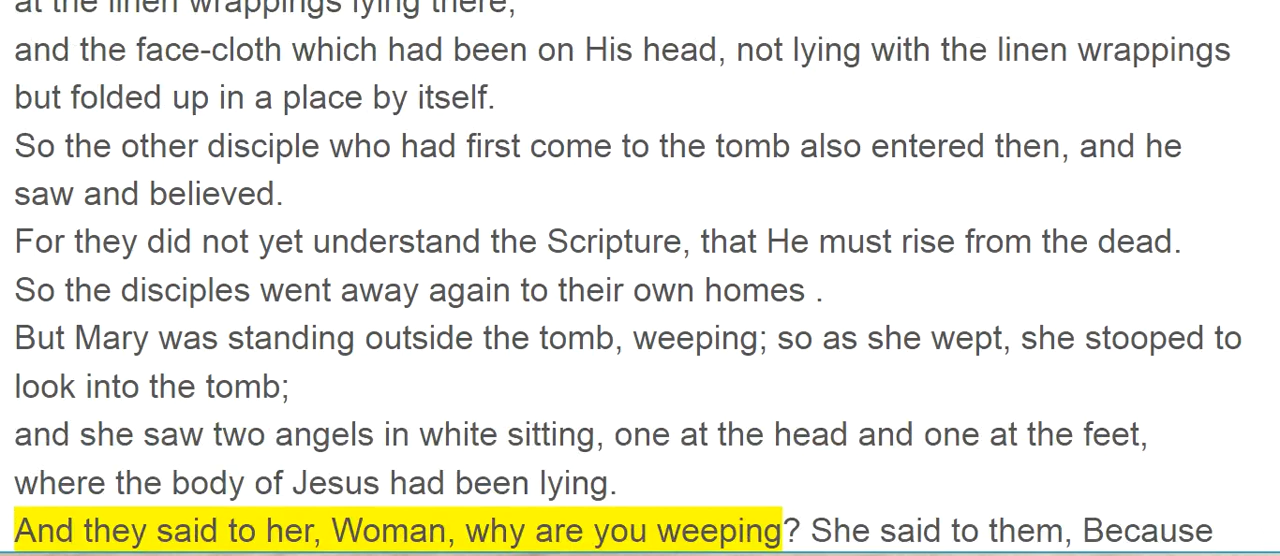 at the linen wrappings lying there;
and the face-cloth which had been on His head, not lying with the linen wrappings
but folded up in a place by itself.
So the other disciple who had first come to the tomb also entered then, and he
saw and believed.
For they did not yet understand the Scripture, that He must rise from the dead.
So the disciples went away again to their own homes .
But Mary was standing outside the tomb, weeping; so as she wept, she stooped to
look into the tomb;
and she saw two angels in white sitting, one at the head and one at the feet,
where the body of Jesus had been lying.
And they said to her, Woman, why are you weeping? She said to them, Because